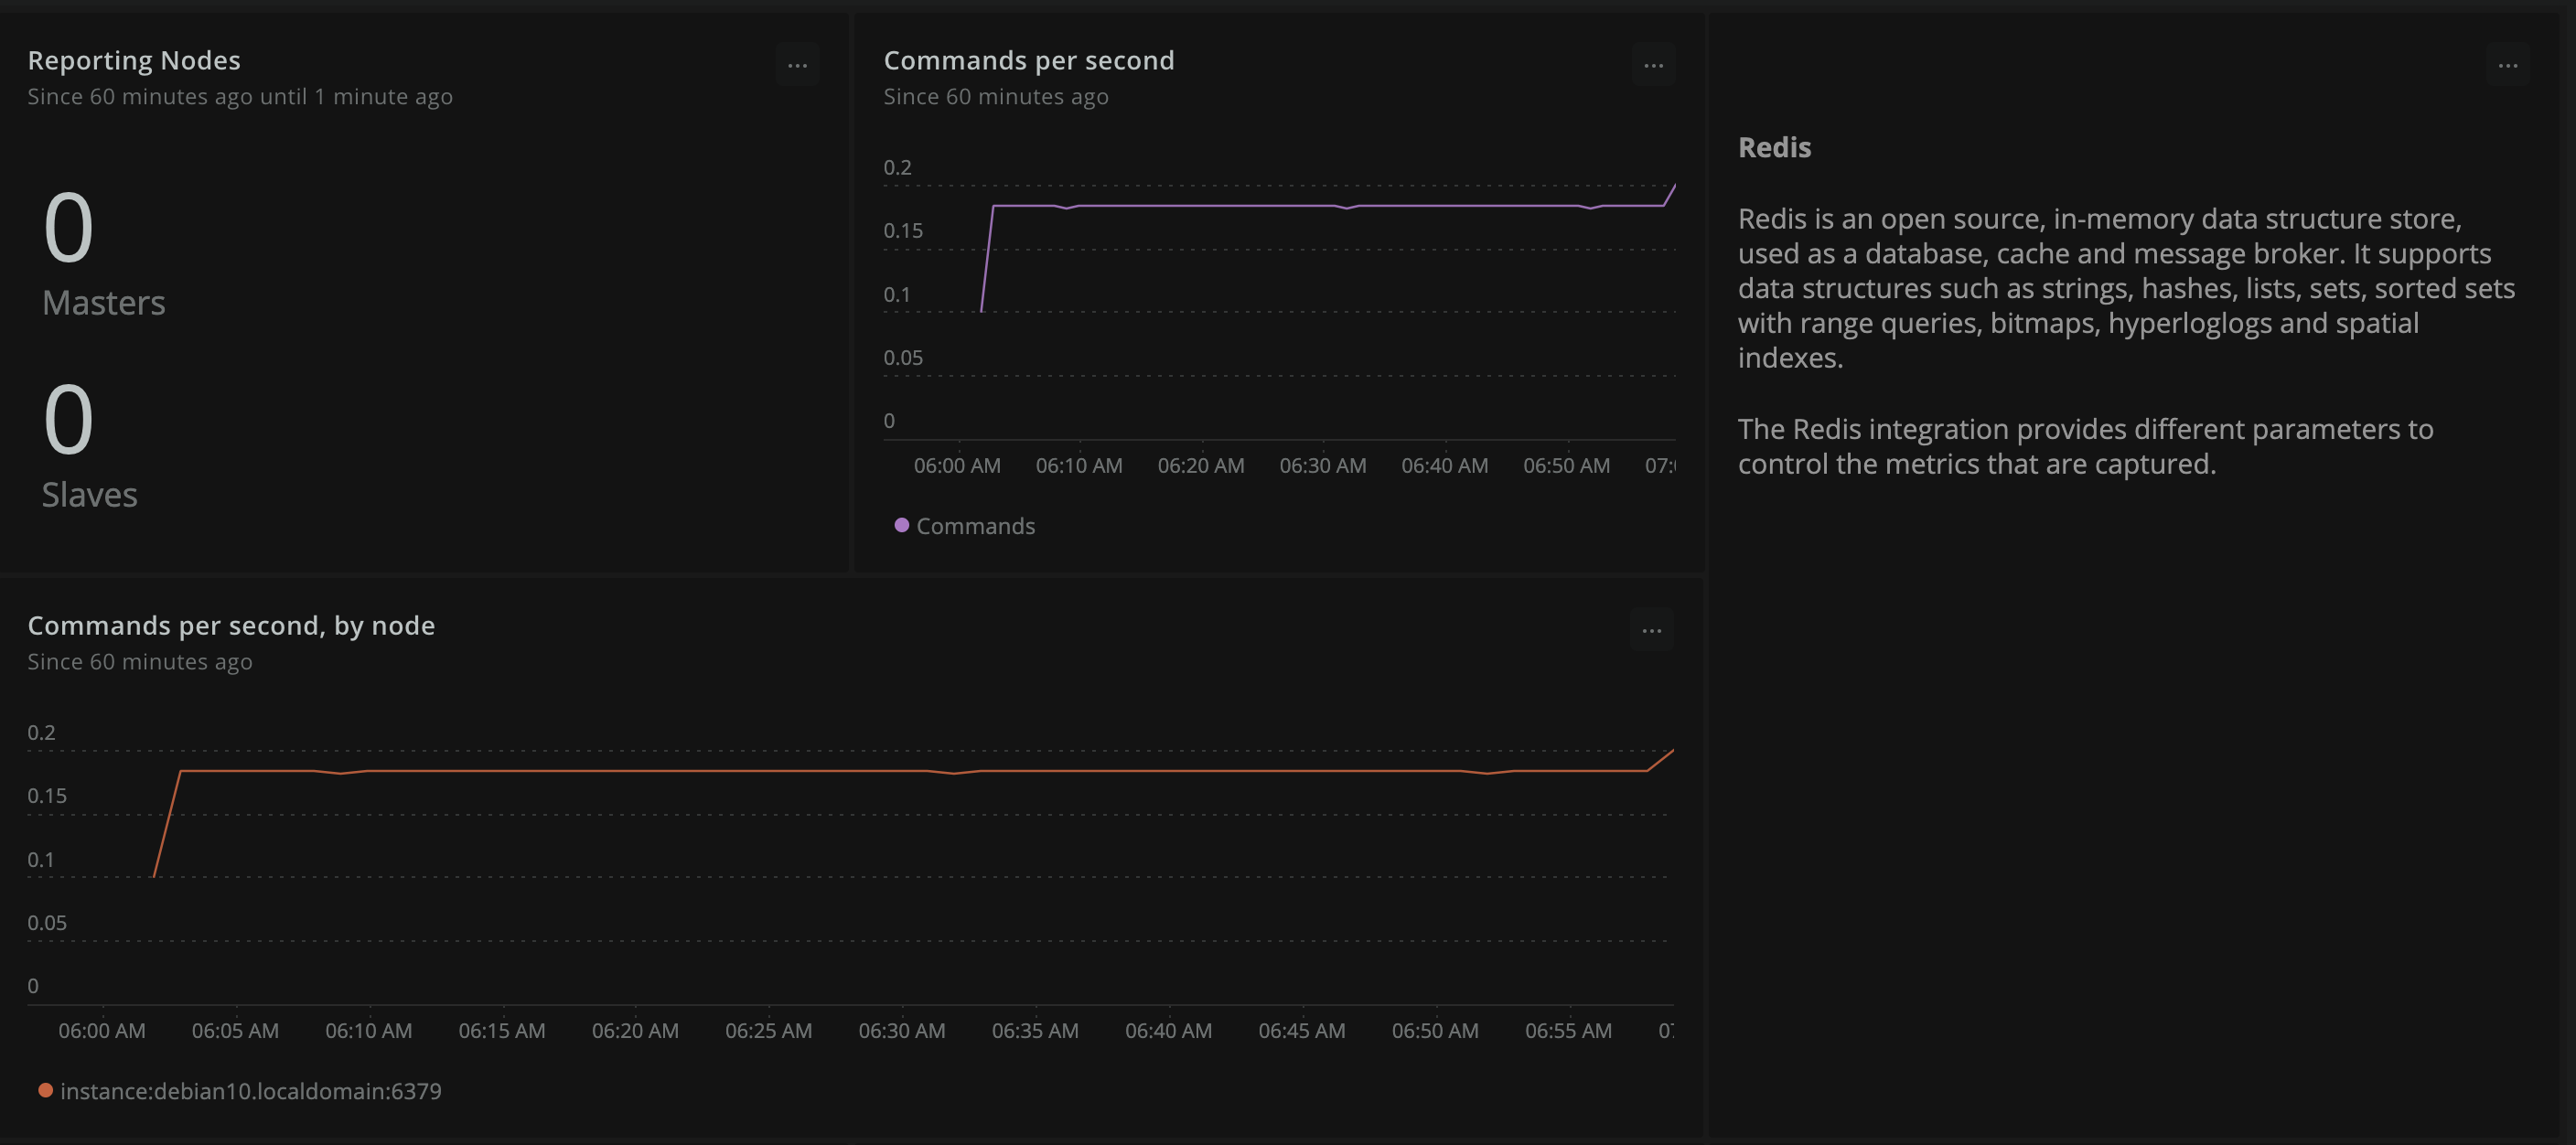 Reporting Nodes
Since 60 minutes ago until 1 minute ago
0
Masters
0
Slaves
Commands per second
Since 60 minutes ago
0.2
0.15
0.1
0.05
0
06:00 AM 06:10 AM 06:20 AM 06:30 AM 06:40 AM 06:50 AM
Commands
Redis
Redis is an open source, in-memory data structure store,
used as a database, cache and message broker. It supports
data structures such as strings, hashes, lists, sets, sorted sets
with range queries, bitmaps, hyperloglogs and spatial
indexes.
The Redis integration provides different parameters to
control the metrics that are captured.
Commands per second, by node
Since 60 minutes ago
0.2
0.15
0.1
0.05
0
06:00 AM 06:05 AM 06:10 AM 06:15 AM 06:20 AM 06:25 AM 06:30 AM 06:35 AM 06:40 AM 06:45 AM 06:50 AM 06:55 AM
instance:debian10.localdomain:6379